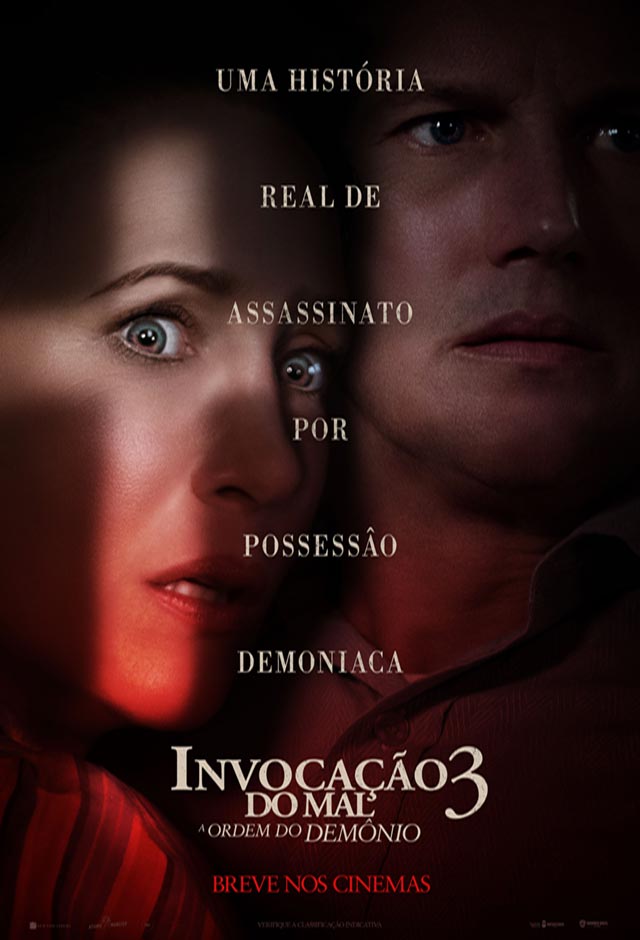 UMA HISTÓRIA
REAL DE
ASSASSINATO
POR
POSSESSÂO
DEMONIACA
INVOCAÇÃO 3
DO MAL
A ORDEM DO DEMÔNIO
BREVE NOS CINEMAS
VERIFIQUE A CLASSIFICAÇÃO INDICATIVA